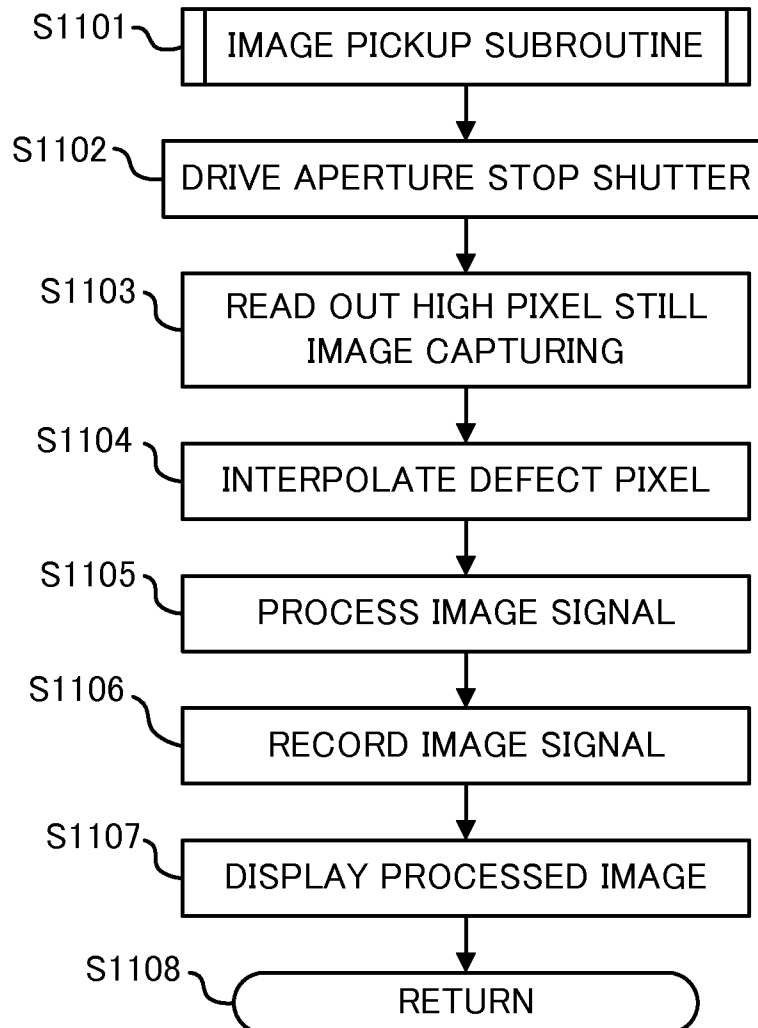 S1101
IMAGE PICKUP SUBROUTINE
S1102
DRIVE APERTURE STOP SHUTTER
S1103
READ OUT HIGH PIXEL STILL
IMAGE CAPTURING
S1104
INTERPOLATE DEFECT PIXEL
S1105
PROCESS IMAGE SIGNAL
S1106
RECORD IMAGE SIGNAL
S1107
DISPLAY PROCESSED IMAGE
S1108
RETURN